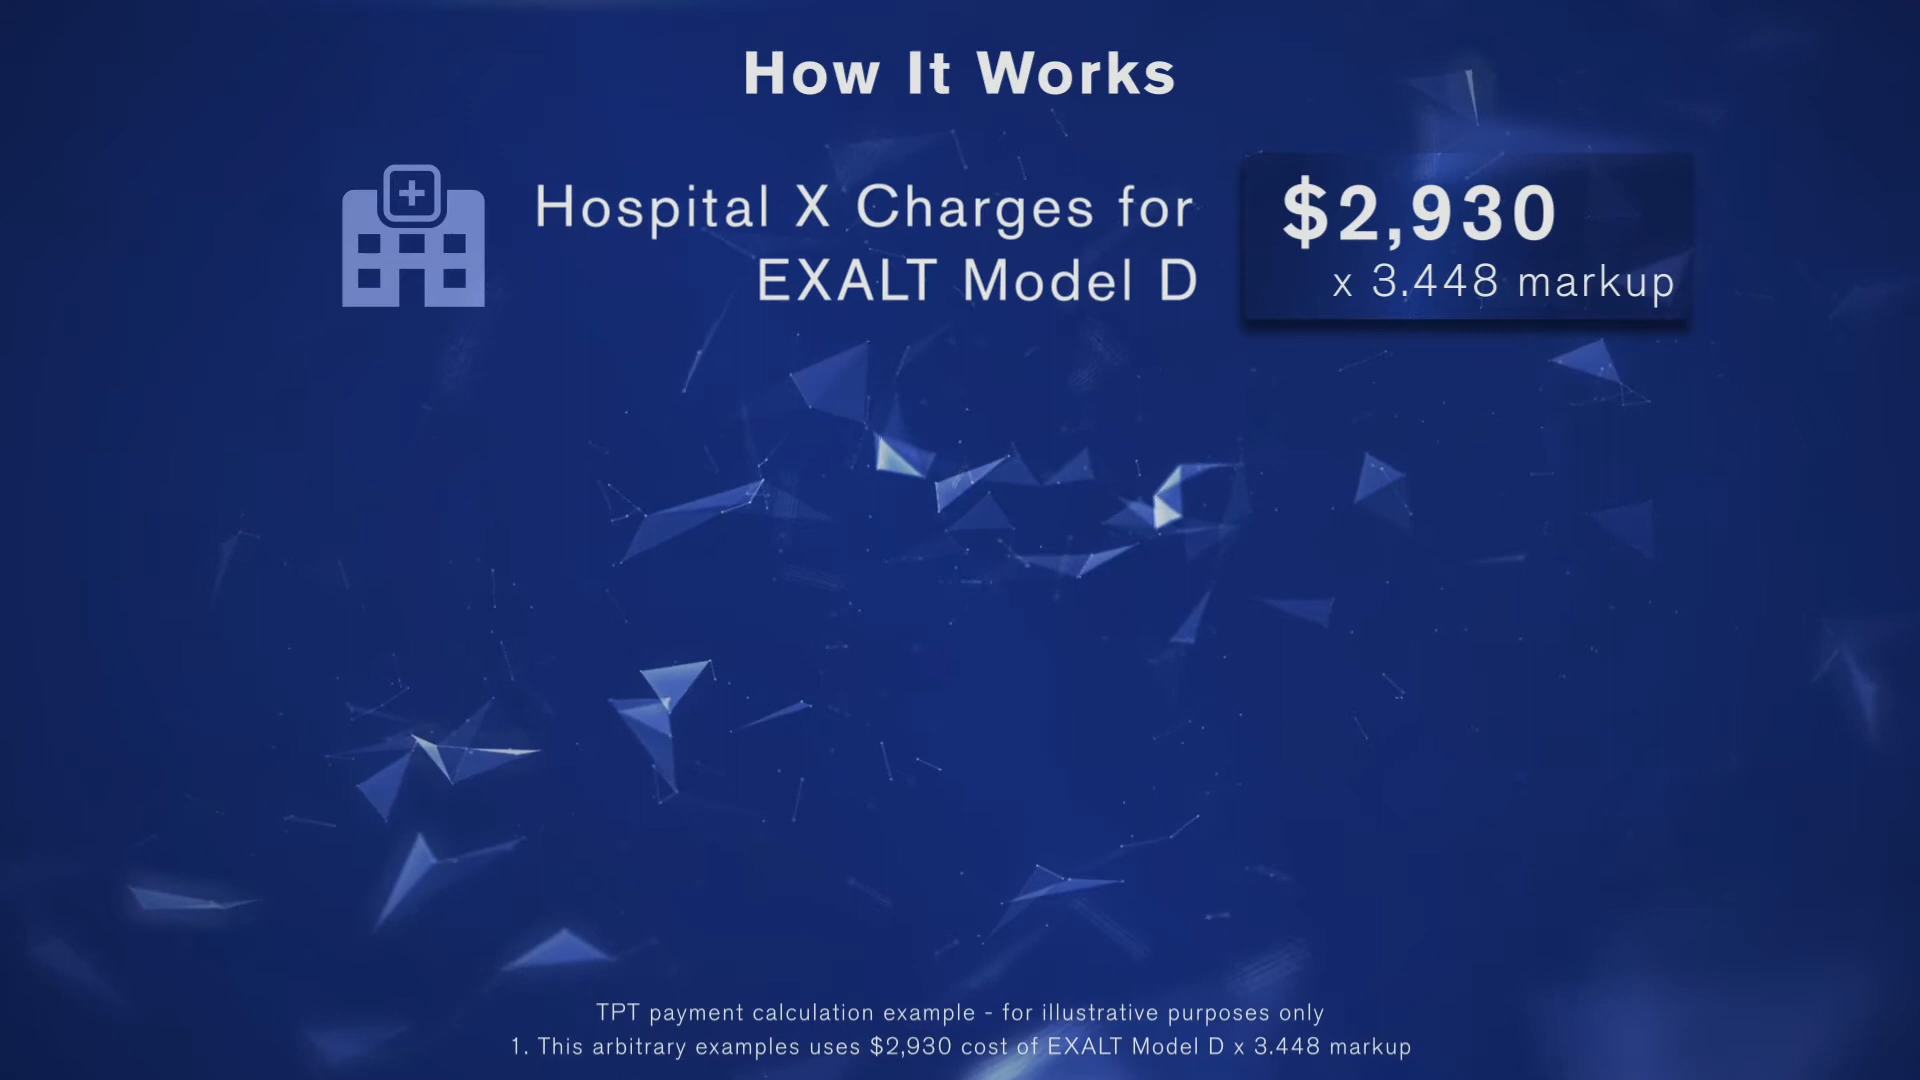 How It Works
Hospital X Charges for
EXALT Model D
$2,930
x 3.448 markup
TPT payment calculation example - for illustrative purposes only
1. This arbitrary examples uses $2,930 cost of EXALT Model D x 3.448 markup